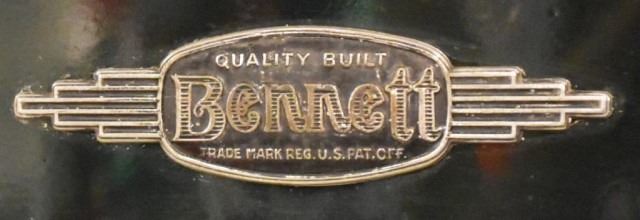 QUALITY BUILT
Bennett
TRADE MARK REG. U.S. PAT. OFF.